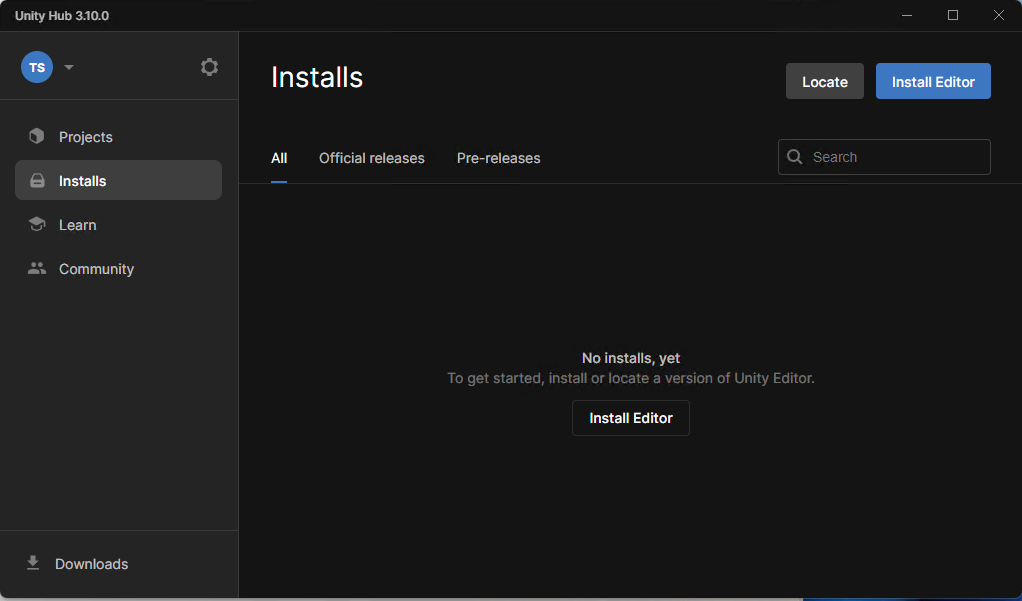 Unity Hub 3.10.0
TS
Projects
Installs
Learn
Community
Downloads
Installs
Locate
Install Editor
All
Official releases
Pre-releases
Search
No installs, yet
To get started, install or locate a version of Unity Editor.
Install Editor